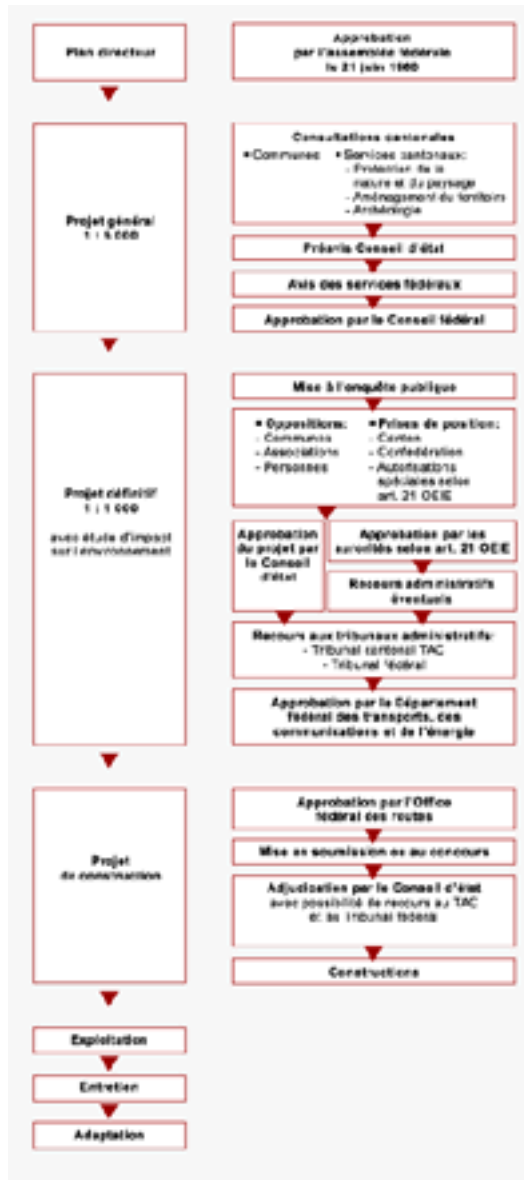 Plan directeur
Approbation
par l'assemblée fédérale
le 21 juin 1960
Projet général
1 : 5 000
Consultations cantonales
Communes
Services cantonaux:
- Protection de la
nature et du paysage
- Aménagement du territoire
- Archéologie
Préavis Conseil d'état
Avis des services fédéraux
Approbation par le Conseil fédéral
Projet définitif
1 : 1 000
avec étude d'impact
sur l'environnement
Mise à l'enquête publique
Oppositions:
- Communes
- Associations
- Personnes
Prises de position:
- Canton
- Confédération
- Autorisations
spéciales selon
art. 21 OEIE
Approbation
du projet par
le Conseil
d'état
Approbation par les
autorités selon art. 21 OEIE
Recours administratifs
éventuels
Recours aux tribunaux administratifs:
- Tribunal cantonal TAC
- Tribunal fédéral
Approbation par le Département
fédéral des transports, des
communications et de l'énergie
Projet
de construction
Approbation par l'Office
fédéral des routes
Mise en soumission ou au concours
Adjudication par le Conseil d'état
avec possibilité de recours au TAC
et au Tribunal fédéral
Constructions
Exploitation
Entretien
Adaptation